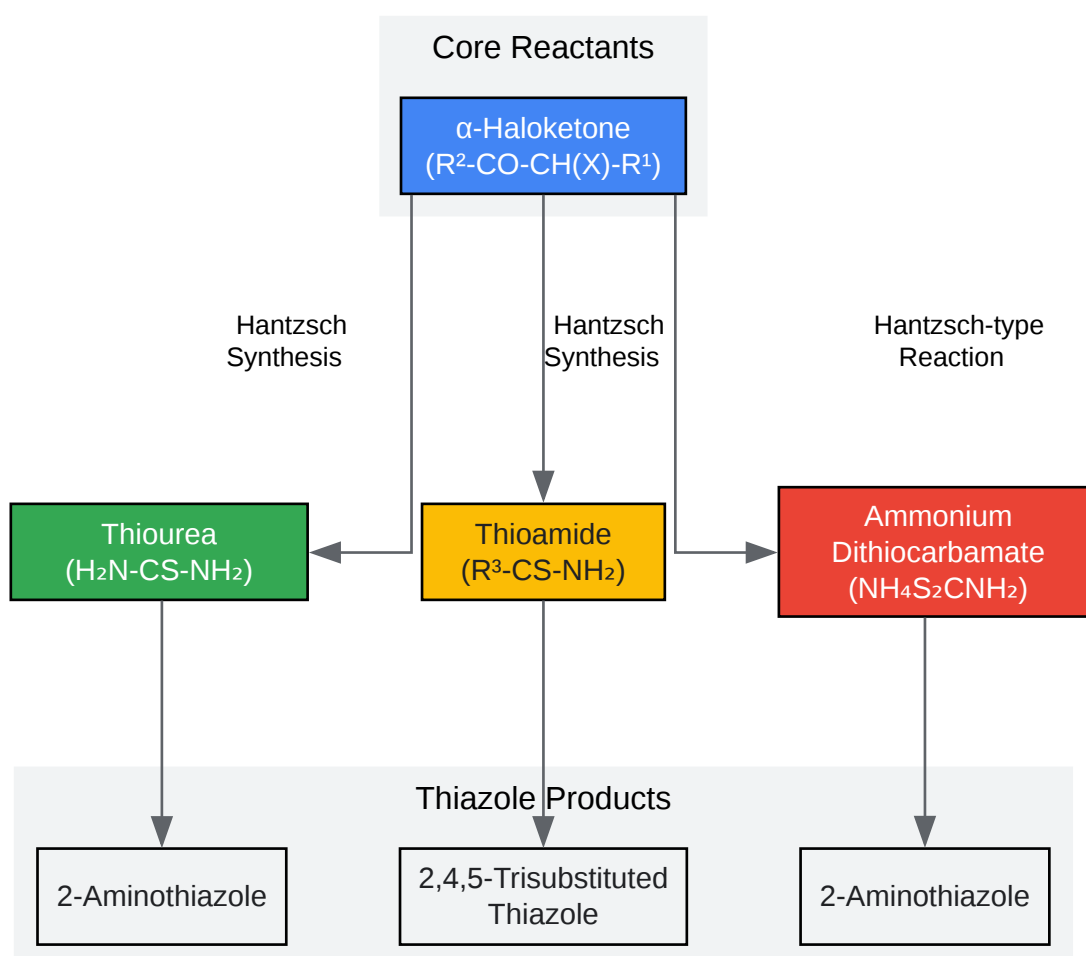 Core Reactants
α-Haloketone
(R²-CO-CH(X)-R¹)
Hantzsch
Synthesis
Hantzsch
Synthesis
Hantzsch-type
Reaction
Thiourea
(H₂N-CS-NH₂)
Thioamide
(R³-CS-NH₂)
Ammonium
Dithiocarbamate
(NH₄S₂CNH₂)
Thiazole Products
2-Aminothiazole
2,4,5-Trisubstituted
Thiazole
2-Aminothiazole